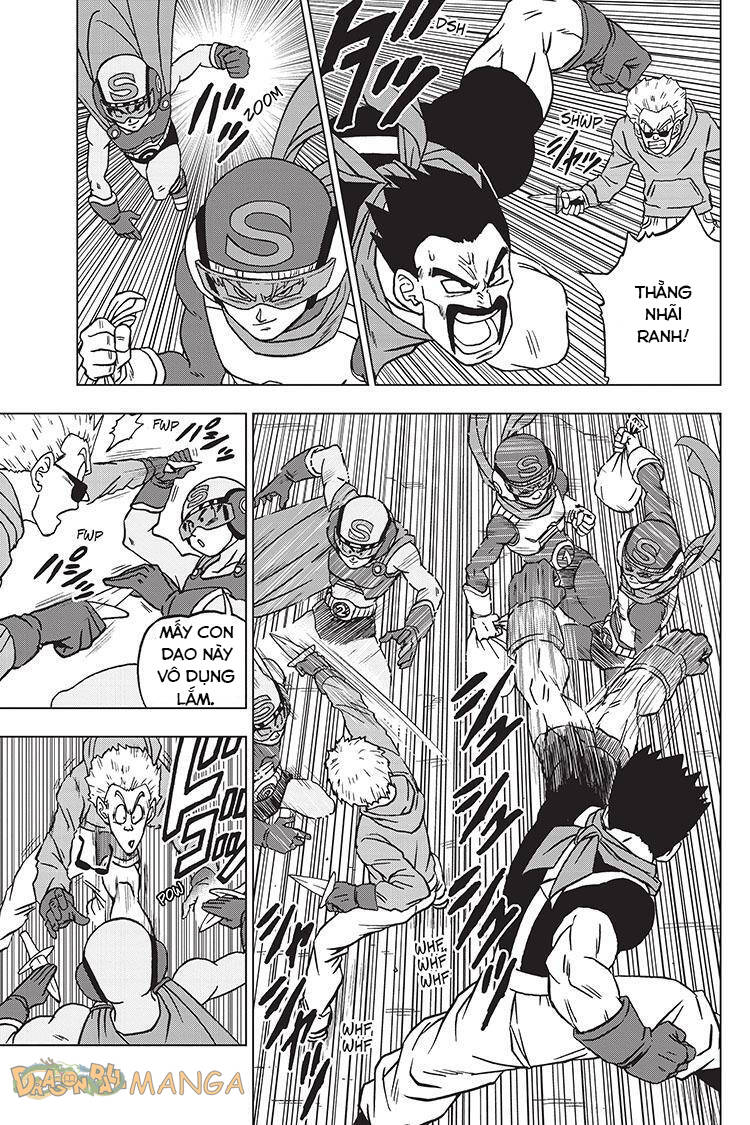 DSH
SHWP
THẰNG
NHÃI
RANH!
ZOOM
S
S
S
S
S
2
WHF
WHF
WHF
WHF
WHF
FWP
FWP
S
MẤY CON
DAO NÀY
VÔ DỤNG
LẮM.
POW
DRAGON BALL MANGA